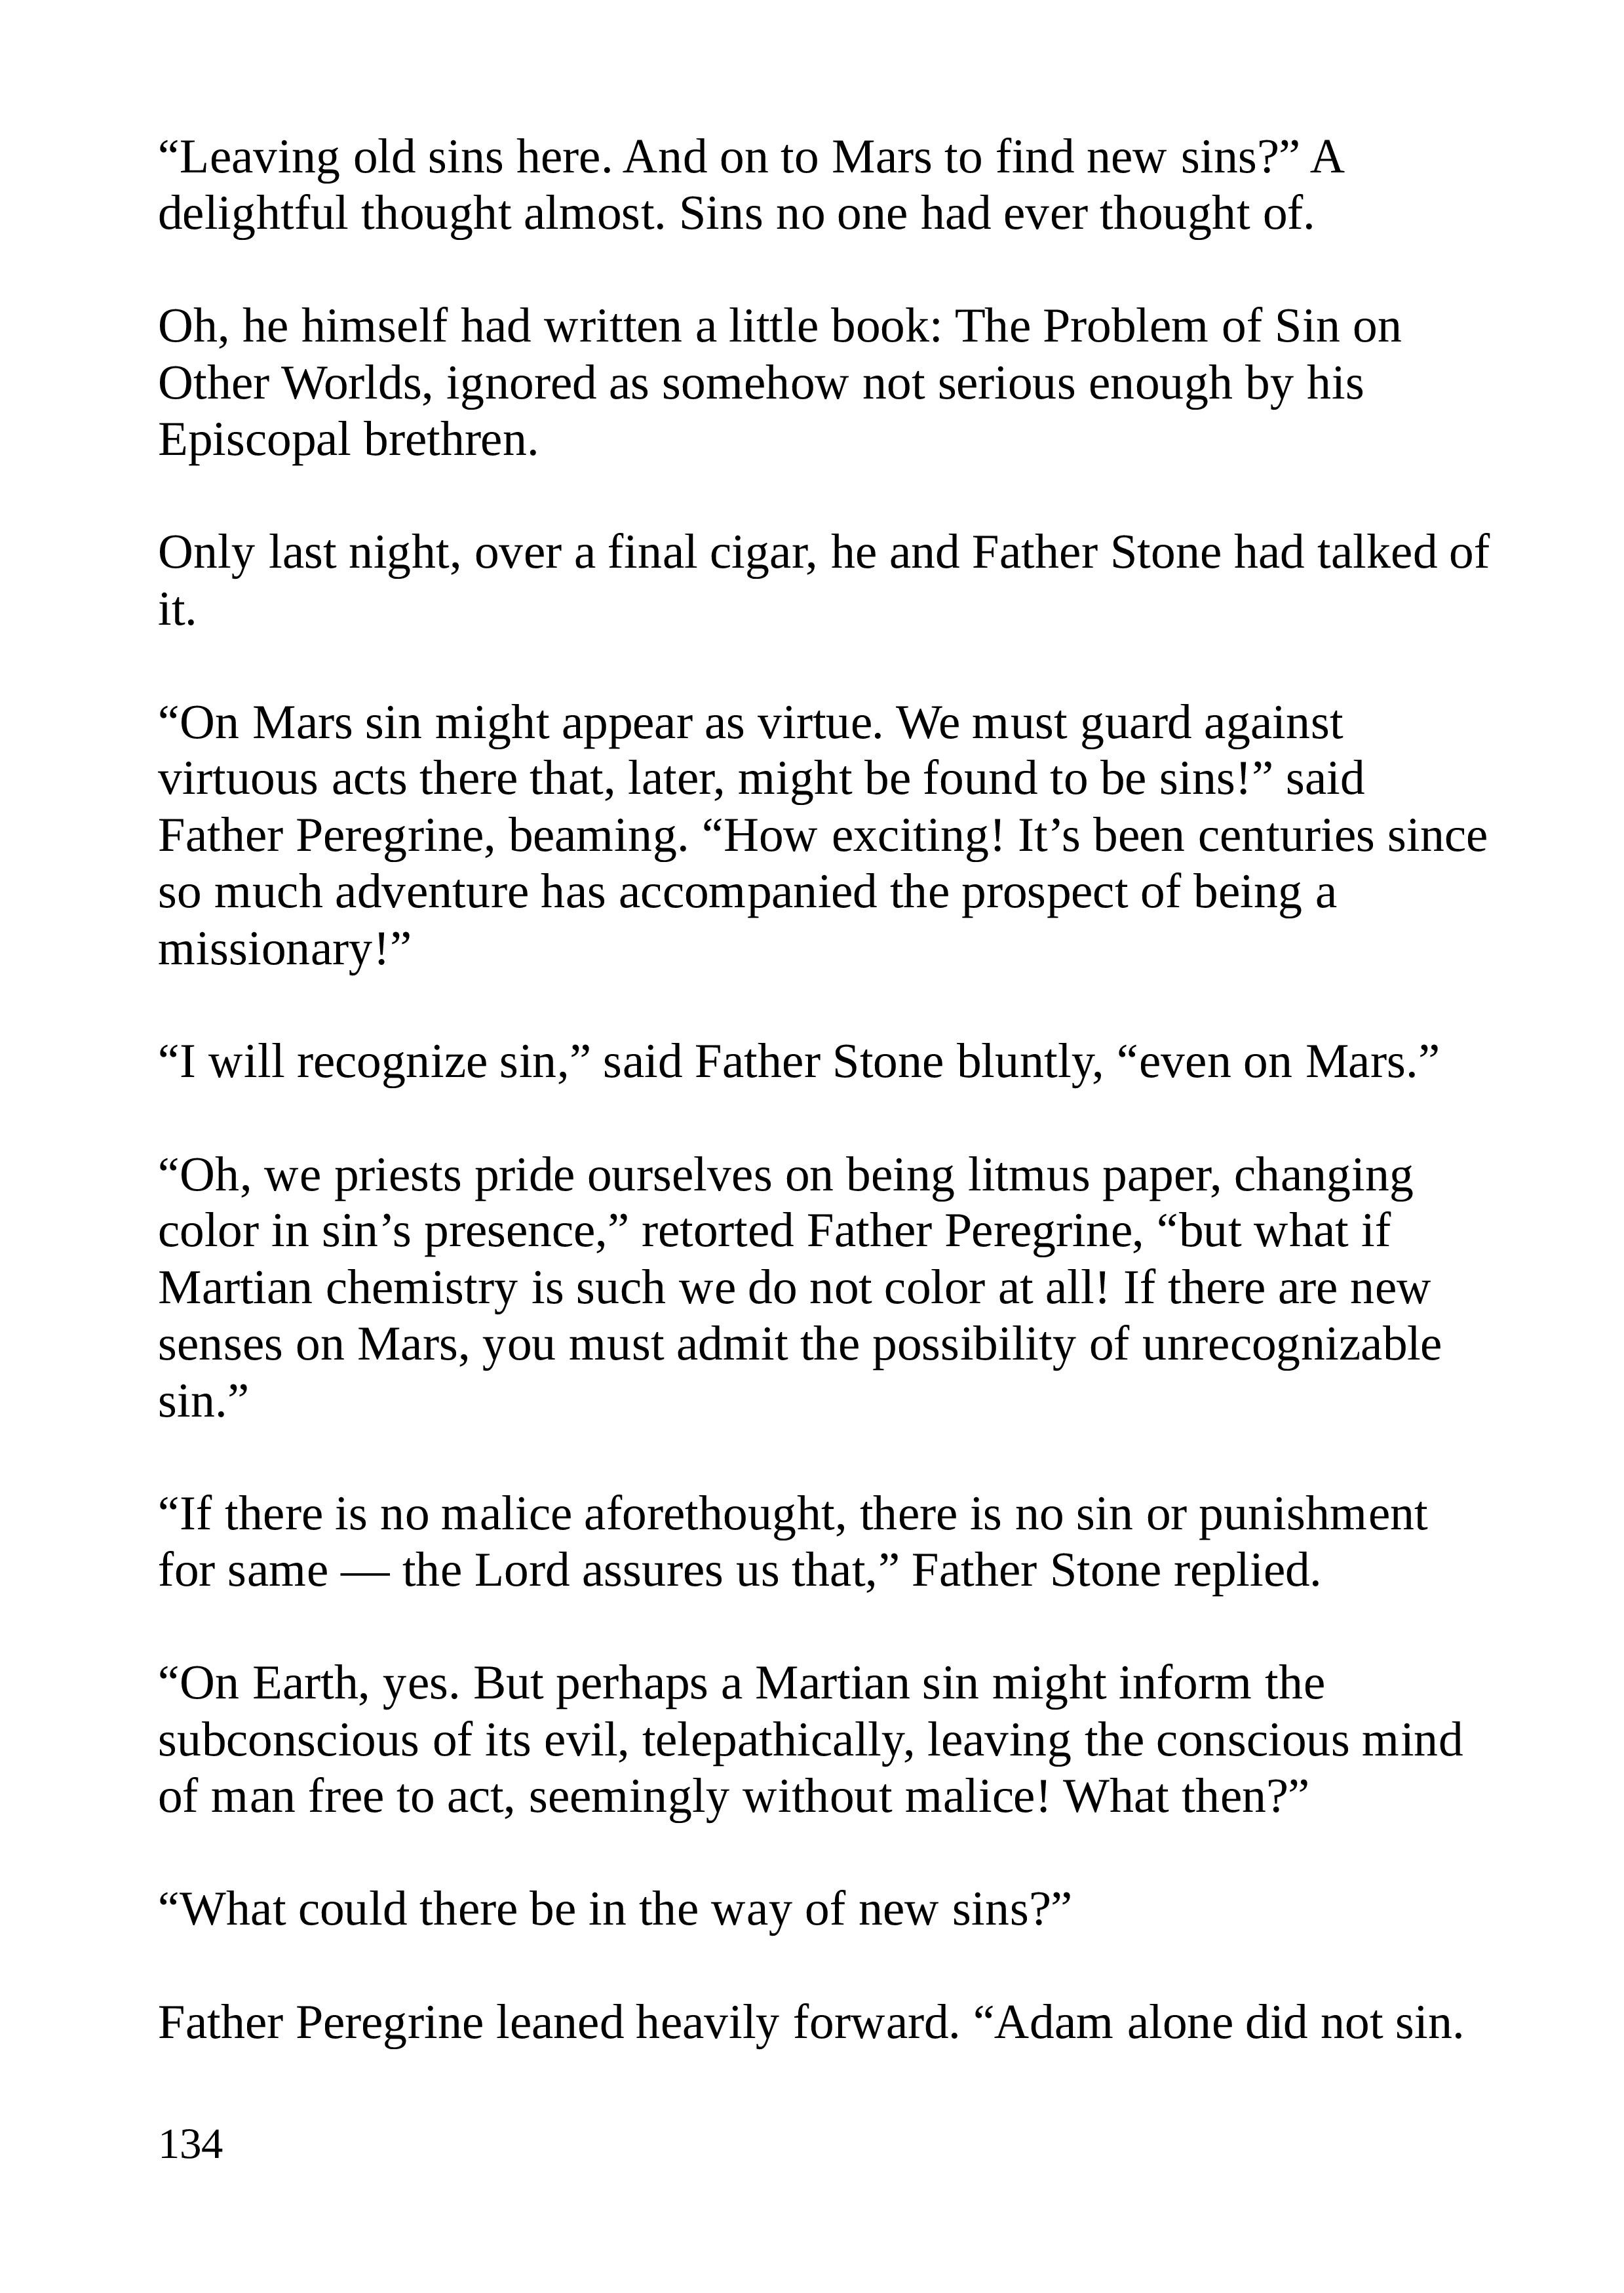 “Leaving old sins here. And on to Mars to find new sins?” A
delightful thought almost. Sins no one had ever thought of.
Oh, he himself had written a little book: The Problem of Sin on
Other Worlds, ignored as somehow not serious enough by his
Episcopal brethren.
Only last night, over a final cigar, he and Father Stone had talked of
it.
“On Mars sin might appear as virtue. We must guard against
virtuous acts there that, later, might be found to be sins!” said
Father Peregrine, beaming. “How exciting! It’s been centuries since
so much adventure has accompanied the prospect of being a
missionary!”
“I will recognize sin,” said Father Stone bluntly, “even on Mars.”
“Oh, we priests pride ourselves on being litmus paper, changing
color in sin’s presence,” retorted Father Peregrine, “but what if
Martian chemistry is such we do not color at all! If there are new
senses on Mars, you must admit the possibility of unrecognizable
sin.”
“If there is no malice aforethought, there is no sin or punishment
for same — the Lord assures us that,” Father Stone replied.
“On Earth, yes. But perhaps a Martian sin might inform the
subconscious of its evil, telepathically, leaving the conscious mind
of man free to act, seemingly without malice! What then?”
“What could there be in the way of new sins?”
Father Peregrine leaned heavily forward. “Adam alone did not sin.
134